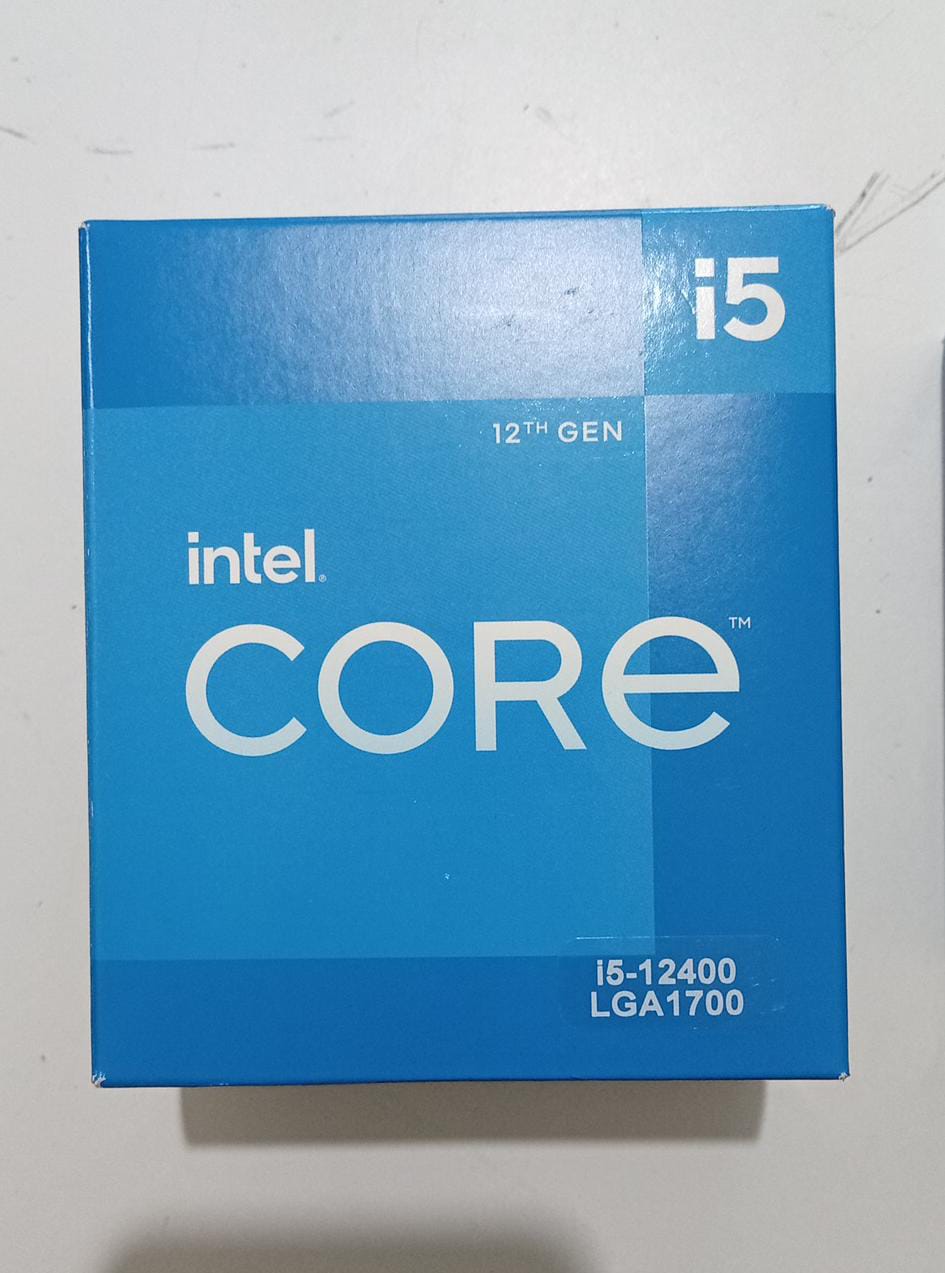 i5
12TH GEN
intel®
CORe™
i5-12400
LGA1700